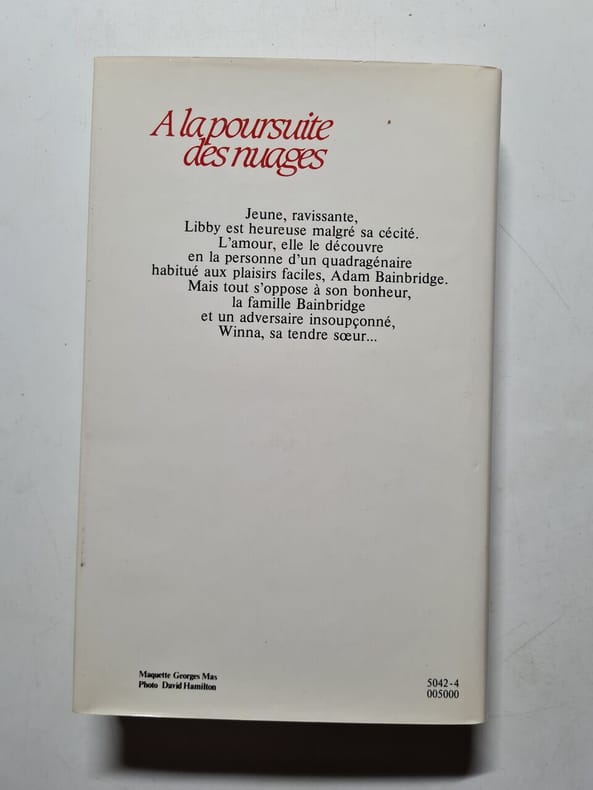 A la poursuite
des nuages
Jeune, ravissante,
Libby est heureuse malgré sa cécité.
L'amour, elle le découvre
en la personne d'un quadragénaire
habitué aux plaisirs faciles, Adam Bainbridge.
Mais tout s'oppose à son bonheur,
la famille Bainbridge
et un adversaire insoupçonné,
Winna, sa tendre sœur...
Maquette Georges Mas
Photo David Hamilton
5042-4
005000